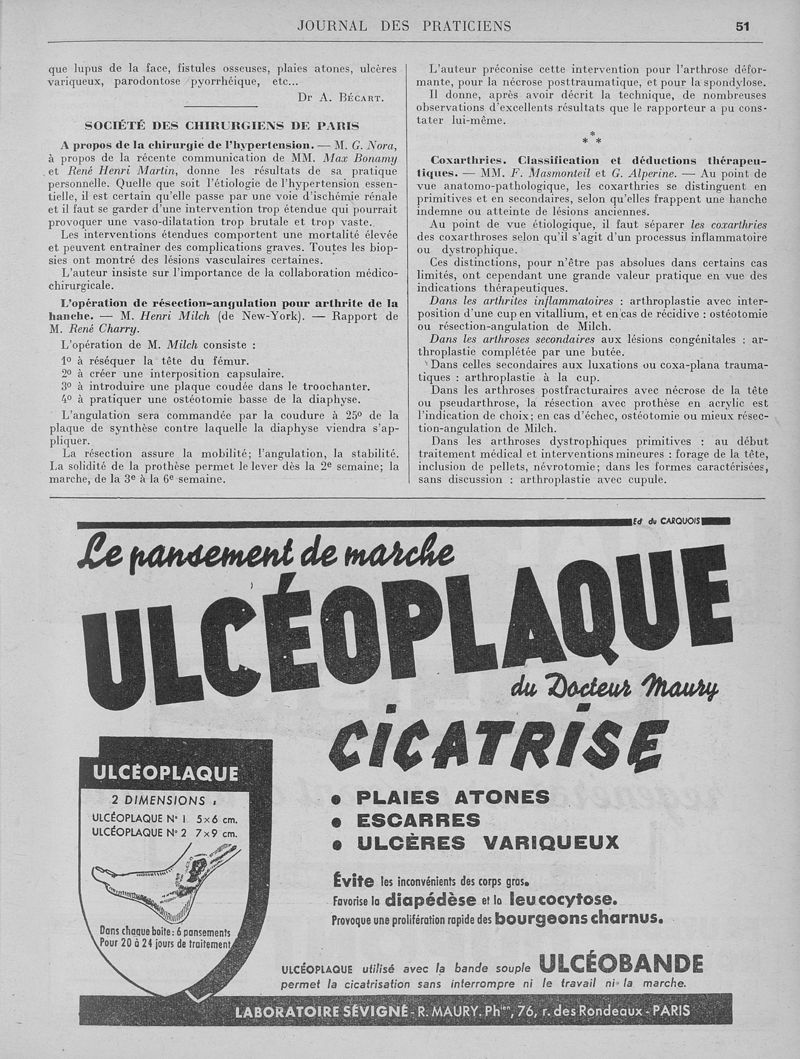 JOURNAL DES PRATICIENS 51
que lupus de la face, fistules osseuses, plaies atones, ulcères
variqueux, parodontose pyorrhéique, etc...
Dr A. BÉCART.
SOCIÉTÉ DES CHIRURGIENS DE PARIS
A propos de la chirurgie de l'hypertension. — M. G. Nora,
à propos de la récente communication de MM. Max Bonamy
et René Henri Martin, donne les résultats de sa pratique
personnelle. Quelle que soit l'étiologie de l'hypertension essen-
tielle, il est certain qu'elle passe par une voie d'ischémie rénale
et il faut se garder d'une intervention trop étendue qui pourrait
provoquer une vaso-dilatation trop brutale et trop vaste.
Les interventions étendues comportent une mortalité élevée
et peuvent entraîner des complications graves. Toutes les biop-
sies ont montré des lésions vasculaires certaines.
L'auteur insiste sur l'importance de la collaboration médico-
chirurgicale.
L'opération de résection-angulation pour arthrite de la
hanche. — M. Henri Milch (de New-York). — Rapport de
M. René Charry.
L'opération de M. Milch consiste :
1º à réséquer la tête du fémur.
2º à créer une interposition capsulaire.
3º à introduire une plaque coudée dans le troochanter.
4º à pratiquer une ostéotomie basse de la diaphyse.
L'angulation sera commandée par la coudure à 25º de la
plaque de synthèse contre laquelle la diaphyse viendra s'ap-
pliquer.
La résection assure la mobilité; l'angulation, la stabilité.
La solidité de la prothèse permet le lever dès la 2e semaine; la
marche, de la 3e à la 6e semaine.
L'auteur préconise cette intervention pour l'arthrose défor-
mante, pour la nécrose posttraumatique, et pour la spondylose.
Il donne, après avoir décrit la technique, de nombreuses
observations d'excellents résultats que le rapporteur a pu cons-
tater lui-même.
*
* *
Coxarthries. Classification et déductions thérapeu-
tiques. — MM. F. Masmonteil et G. Alperine. — Au point de
vue anatomo-pathologique, les coxarthries se distinguent en
primitives et en secondaires, selon qu'elles frappent une hanche
indemne ou atteinte de lésions anciennes.
Au point de vue étiologique, il faut séparer les coxarthries
des coxarthroses selon qu'il s'agit d'un processus inflammatoire
ou dystrophique.
Ces distinctions, pour n'être pas absolues dans certains cas
limités, ont cependant une grande valeur pratique en vue des
indications thérapeutiques.
Dans les arthrites inflammatoires : arthroplastie avec inter-
position d'une cup en vitallium, et en cas de récidive : ostéotomie
ou résection-angulation de Milch.
Dans les arthroses secondaires aux lésions congénitales : ar-
throplastie complétée par une butée.
Dans celles secondaires aux luxations ou coxa-plana trauma-
tiques : arthroplastie à la cup.
Dans les arthroses postfracturaires avec nécrose de la tête
ou pseudarthrose, la résection avec prothèse en acrylic est
l'indication de choix; en cas d'échec, ostéotomie ou mieux résec-
tion-angulation de Milch.
Dans les arthroses dystrophiques primitives : au début
traitement médical et interventions mineures : forage de la tête,
inclusion de pellets, névrotomie; dans les formes caractérisées,
sans discussion : arthroplastie avec cupule.
Ed du CARQUOIS
Le pansement de marche
ULCÉOPLAQUE
du Docteur Maury
CICATRISE
• PLAIES ATONES
• ESCARRES
• ULCÈRES VARIQUEUX
ULCÉOPLAQUE
2 DIMENSIONS :
ULCÉOPLAQUE N° 1 5 x 6 cm.
ULCÉOPLAQUE N° 2 7 x 9 cm.
Dans chaque boite : 6 pansements
Pour 20 à 24 jours de traitement
Évite les inconvénients des corps gras.
Favorise la diapédèse et la leucocytose.
Provoque une prolifération rapide des bourgeons charnus.
ULCÉOPLAQUE utilisé avec la bande souple ULCÉOBANDE
permet la cicatrisation sans interrompre ni le travail ni la marche.
LABORATOIRE SÉVIGNÉ - R. MAURY. Phien, 76, r. des Rondeaux - PARIS